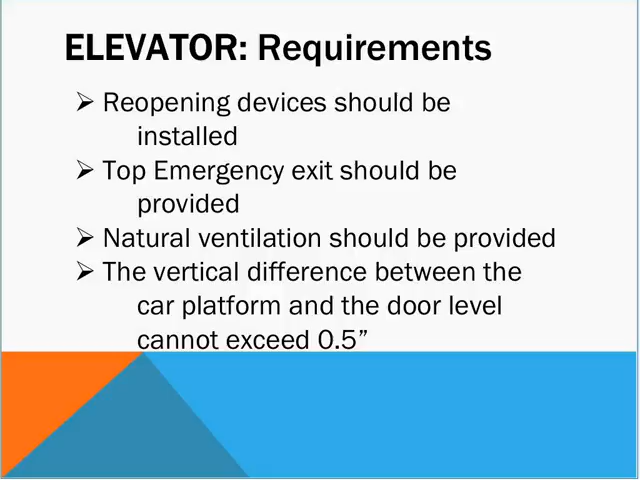 ELEVATOR: Requirements
➢ Reopening devices should be
installed
➢ Top Emergency exit should be
provided
➢ Natural ventilation should be provided
➢ The vertical difference between the
car platform and the door level
cannot exceed 0.5”